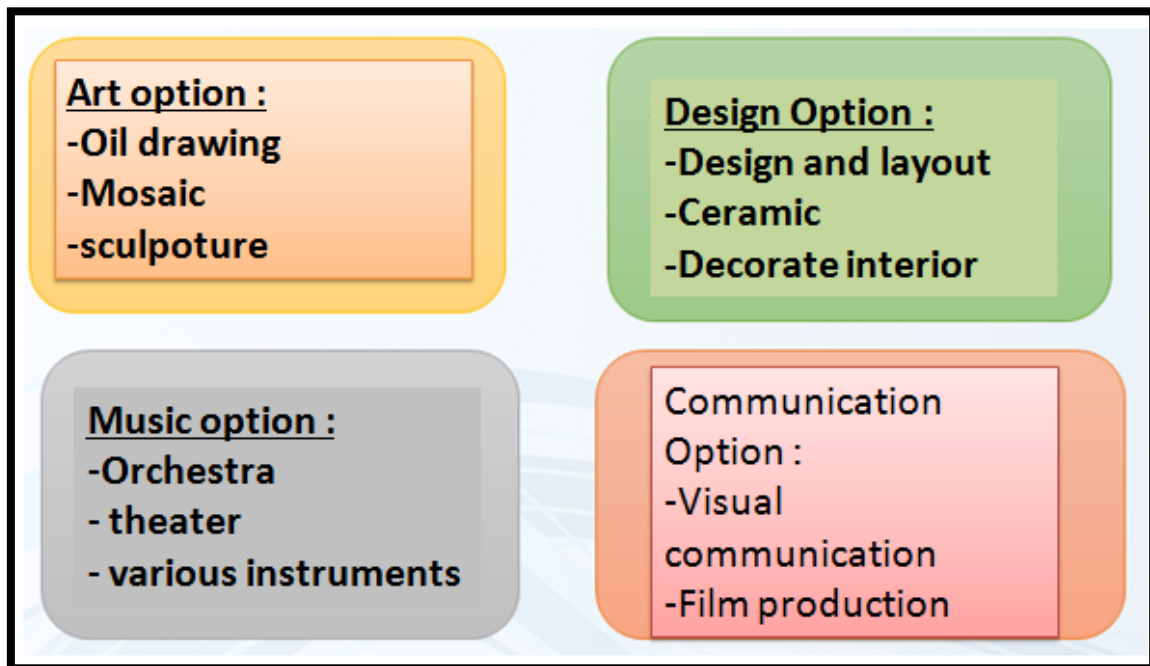 Art option :
-Oil drawing
-Mosaic
-sculpoture
Design Option :
-Design and layout
-Ceramic
-Decorate interior
Music option :
-Orchestra
- theater
- various instruments
Communication
Option :
-Visual
communication
-Film production